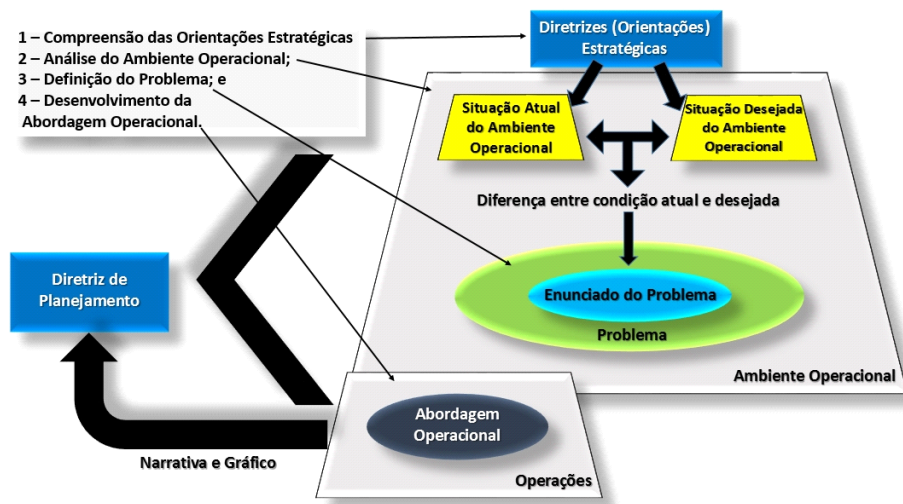 1 – Compreensão das Orientações Estratégicas
2 – Análise do Ambiente Operacional;
3 – Definição do Problema; e
4 – Desenvolvimento da
Abordagem Operacional.
Diretrizes (Orientações)
Estratégicas
Situação Atual
do Ambiente
Operacional
Situação Desejada
do Ambiente
Operacional
Diferença entre condição atual e desejada
Enunciado do Problema
Problema
Ambiente Operacional
Diretriz de
Planejamento
Abordagem
Operacional
Operações
Narrativa e Gráfico